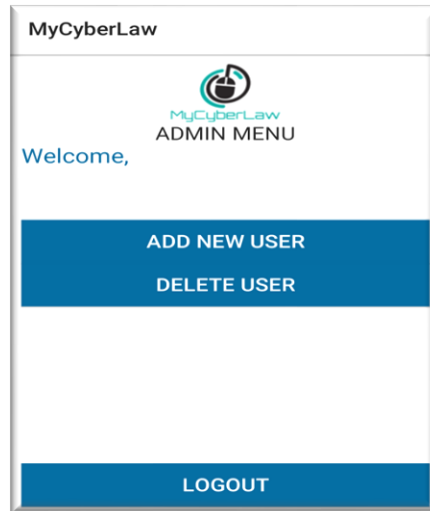 MyCyberLaw
MyCyberLaw
ADMIN MENU
Welcome,
ADD NEW USER
DELETE USER
LOGOUT